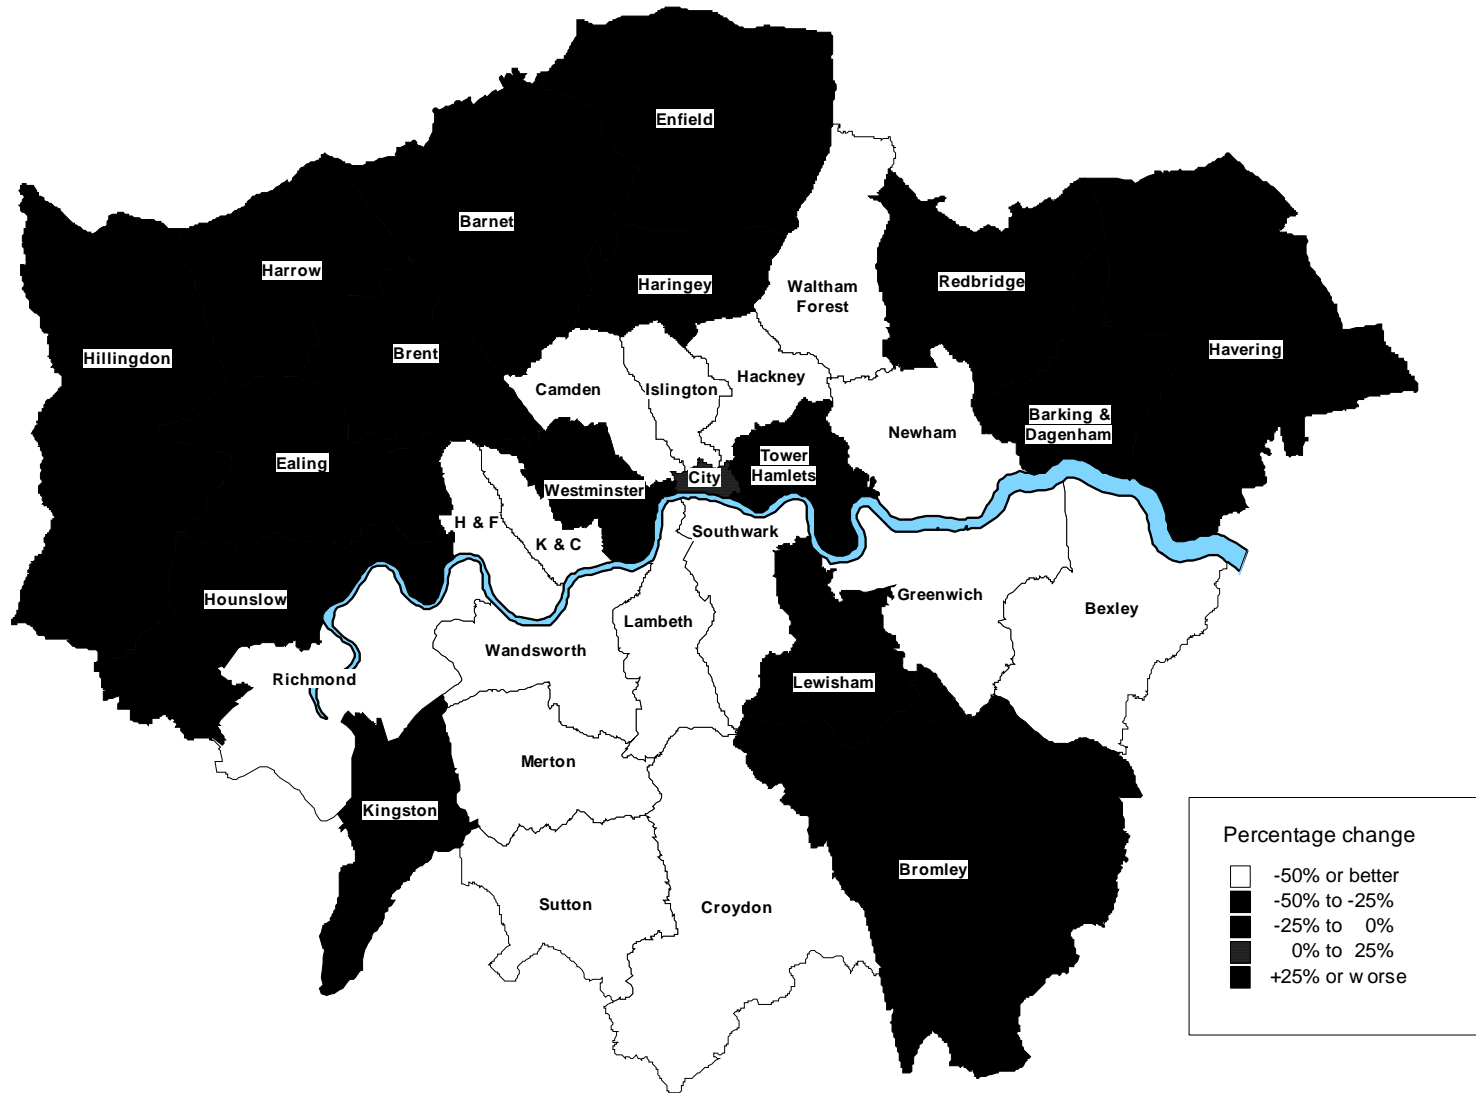 Enfield
Barnet
Harrow
Haringey
Waltham
Forest
Redbridge
Hillingdon
Brent
Havering
Camden
Islington
Hackney
Newham
Barking &
Dagenham
Ealing
Westminster
City
Tower
Hamlets
H & F
K & C
Southwark
Hounslow
Greenwich
Bexley
Lambeth
Wandsworth
Richmond
Lewisham
Merton
Kingston
Bromley
Sutton
Croydon
Percentage change
-50% or better
-50% to -25%
-25% to 0%
0% to 25%
+25% or worse